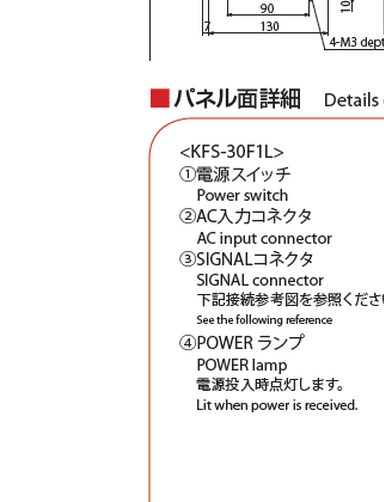 90
10
7
130
4-M3 dept
■パネル面詳細 Details
<KFS-30F1L>
①電源スイッチ
Power switch
②AC入力コネクタ
AC input connector
③SIGNALコネクタ
SIGNAL connector
下記接続参考図を参照くださ
See the following reference
④POWER ランプ
POWER lamp
電源投入時点灯します。
Lit when power is received.